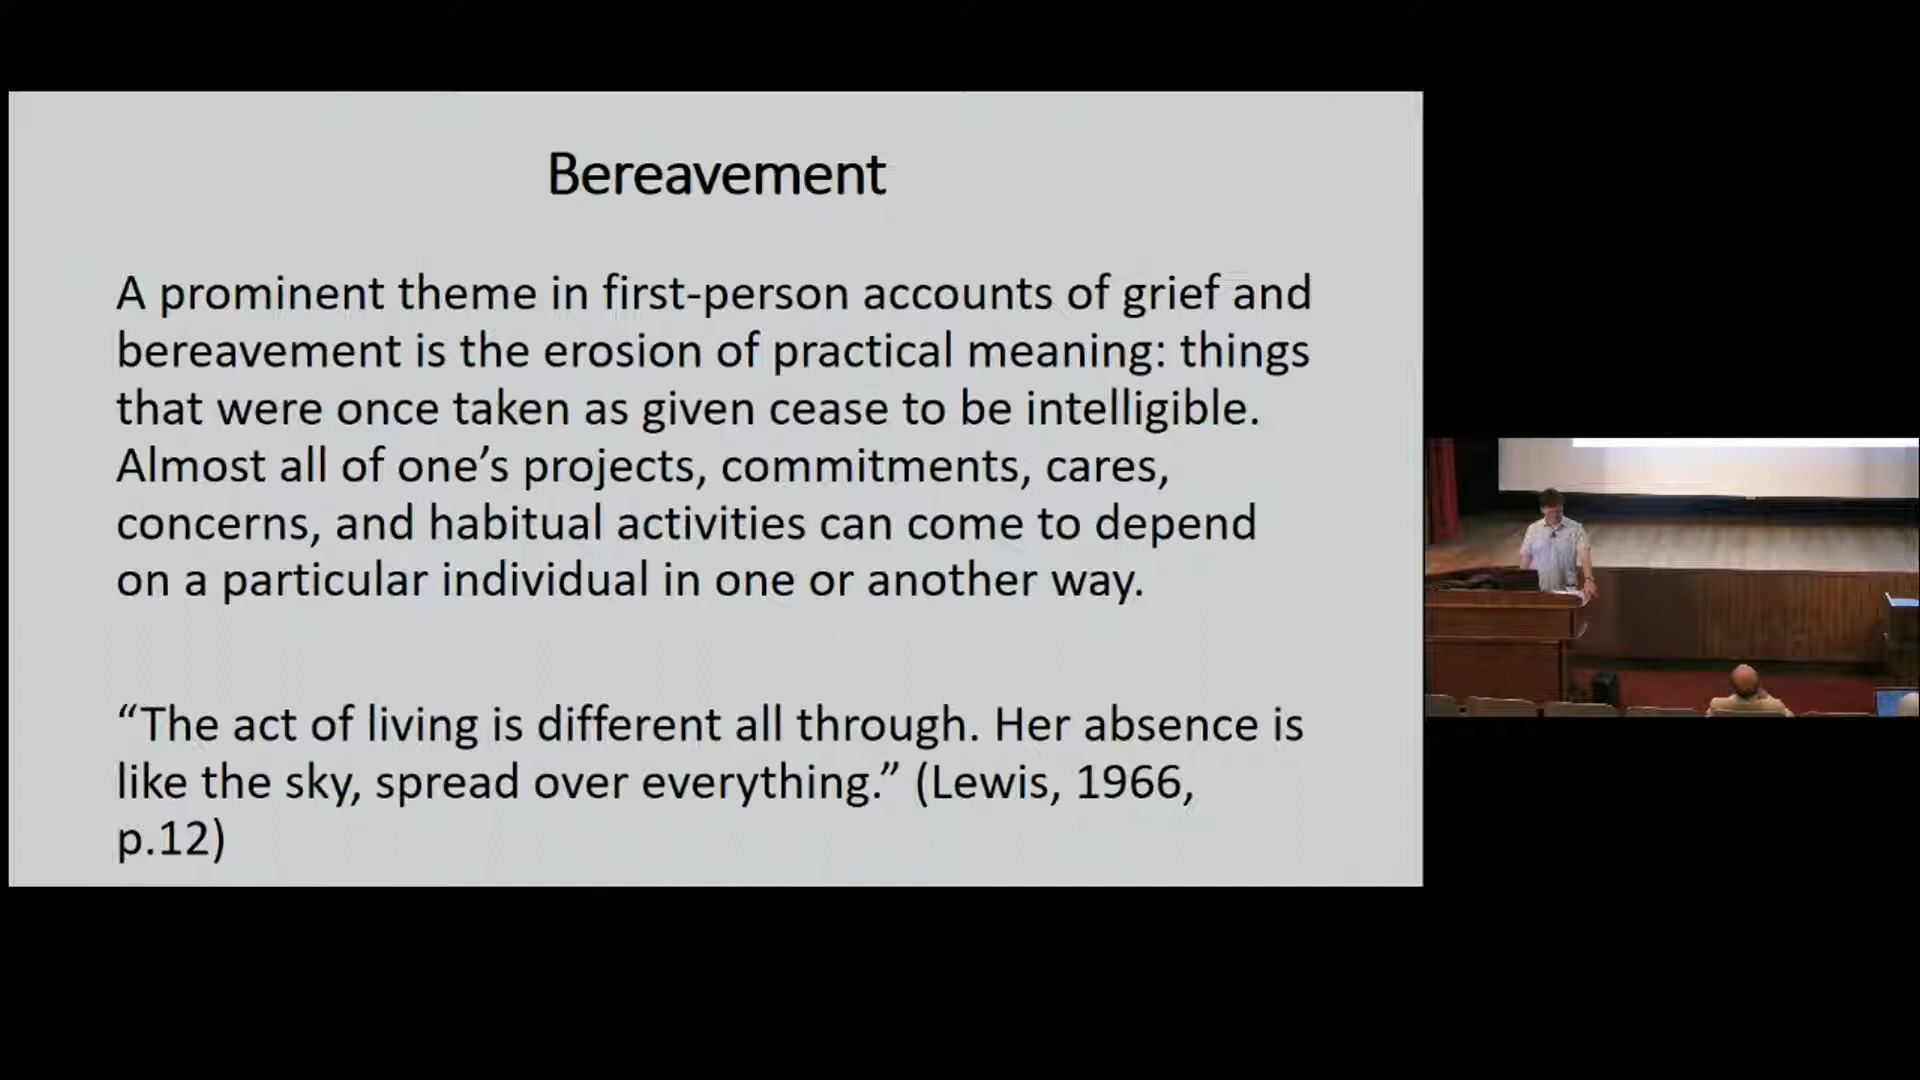 Bereavement
A prominent theme in first-person accounts of grief and
bereavement is the erosion of practical meaning: things
that were once taken as given cease to be intelligible.
Almost all of one’s projects, commitments, cares,
concerns, and habitual activities can come to depend
on a particular individual in one or another way.
“The act of living is different all through. Her absence is
like the sky, spread over everything.” (Lewis, 1966,
p.12)